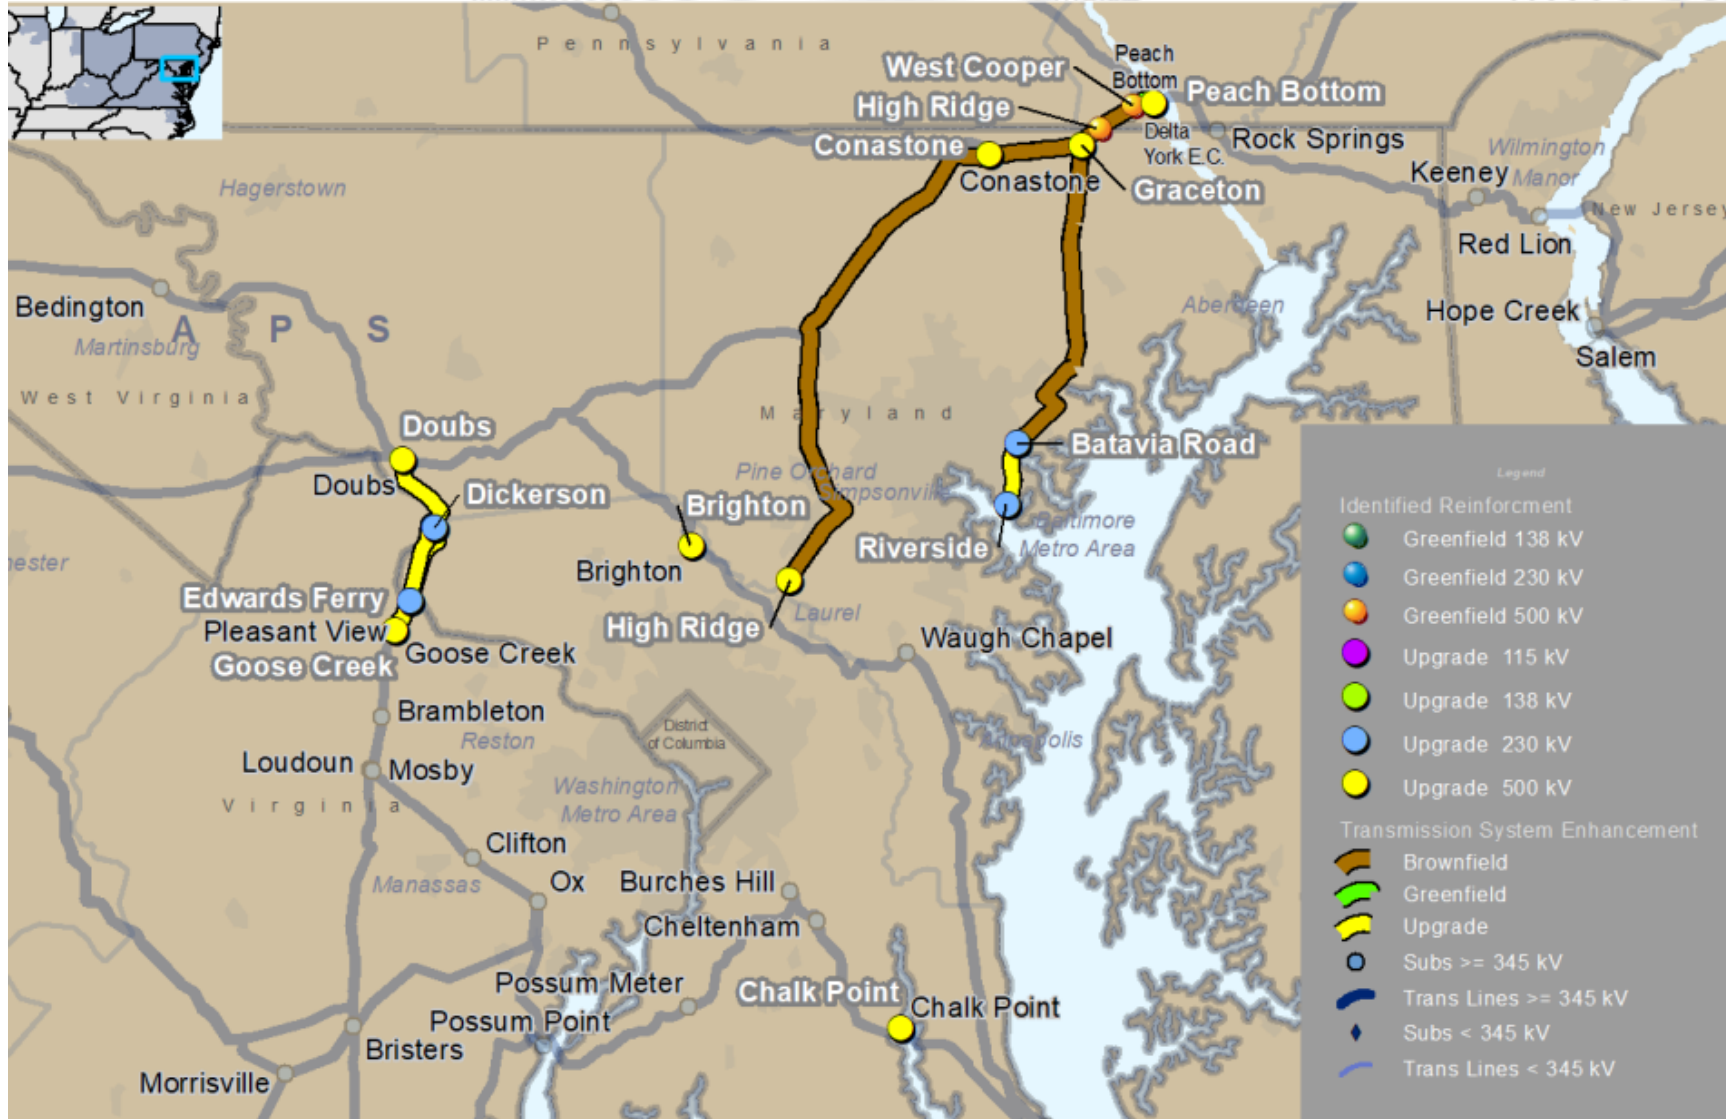 Pennsylvania
Peach
Bottom
West Cooper
Peach Bottom
High Ridge
Delta
York E.C.
Rock Springs
Conastone
Conastone
Graceton
Wilmington
Manor
Keeney
New Jersey
Red Lion
Hagerstown
Bedington
A P S
Martinsburg
West Virginia
Aberdeen
Hope Creek
Salem
Maryland
Doubs
Doubs
Dickerson
Pine Orchard
Simpsonville
Brighton
Brighton
Batavia Road
Baltimore
Metro Area
Riverside
hester
Edwards Ferry
Pleasant View
Goose Creek
Goose Creek
High Ridge
Laurel
Waugh Chapel
Brambleton
Reston
District
of Columbia
Annapolis
Loudoun
Mosby
Virginia
Washington
Metro Area
Clifton
Manassas
Ox
Burches Hill
Cheltenham
Possum Meter
Chalk Point
Chalk Point
Possum Point
Bristers
Morrisville
Legend
Identified Reinforcment
Greenfield 138 kV
Greenfield 230 kV
Greenfield 500 kV
Upgrade 115 kV
Upgrade 138 kV
Upgrade 230 kV
Upgrade 500 kV
Transmission System Enhancement
Brownfield
Greenfield
Upgrade
Subs >= 345 kV
Trans Lines >= 345 kV
Subs < 345 kV
Trans Lines < 345 kV